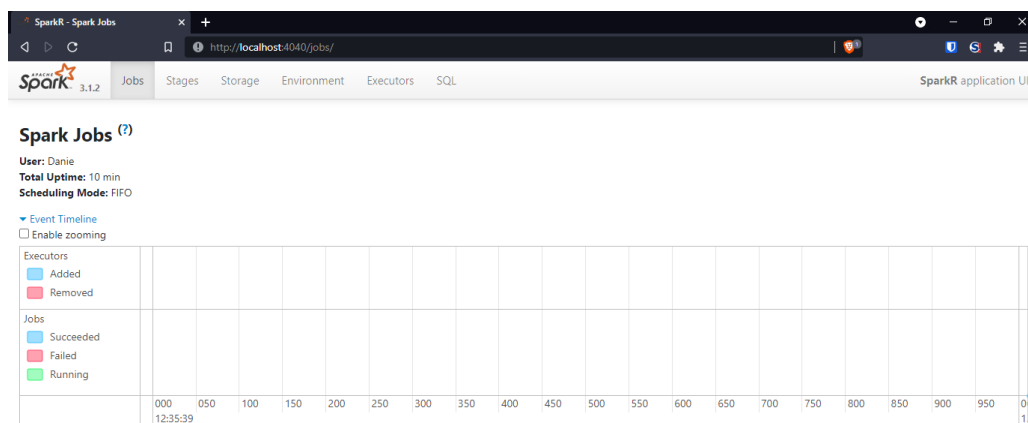 SparkR - Spark Jobs
http://localhost:4040/jobs/
1
APACHE Spark 3.1.2 Jobs Stages Storage Environment Executors SQL SparkR application UI
Spark Jobs (?)
User: Danie
Total Uptime: 10 min
Scheduling Mode: FIFO
Event Timeline
Enable zooming
Executors
Added
Removed
Jobs
Succeeded
Failed
Running
000 050 100 150 200 250 300 350 400 450 500 550 600 650 700 750 800 850 900 950
12:35:39